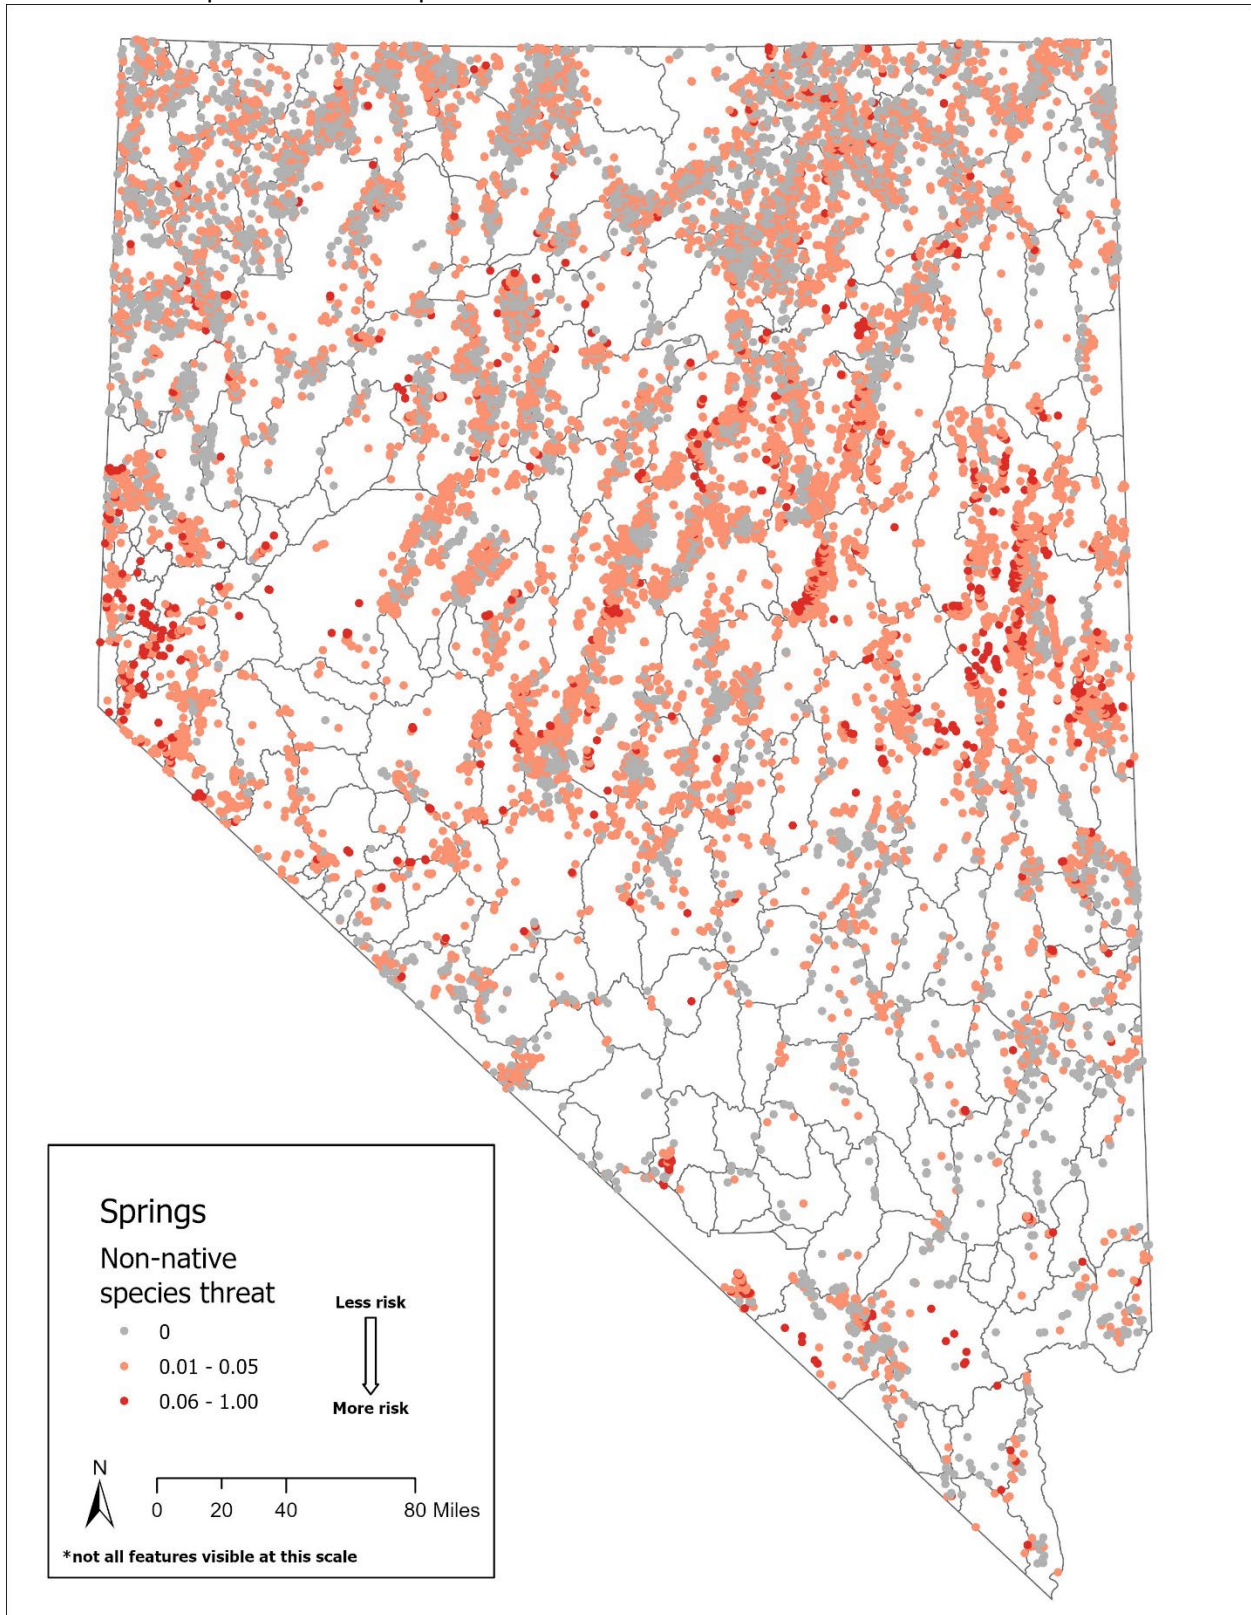 Springs
Non-native
species threat
Less risk
0
0.01 - 0.05
0.06 - 1.00
More risk
N
0 20 40 80 Miles
*not all features visible at this scale